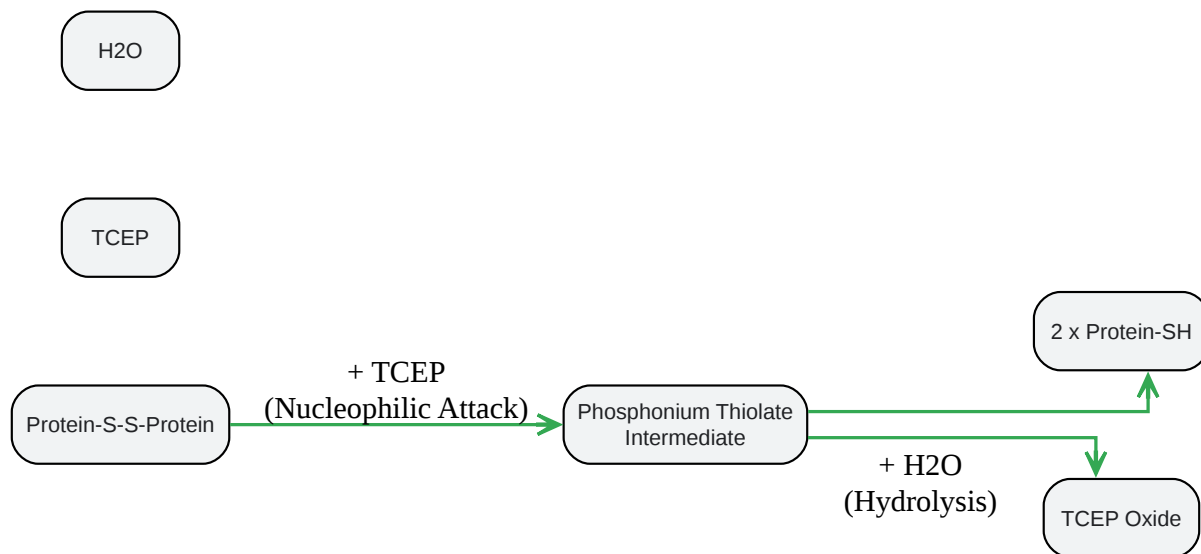 H2O
TCEP
2 x Protein-SH
+ TCEP
(Nucleophilic Attack)
Protein-S-S-Protein
Phosphonium Thiolate
Intermediate
+ H2O
(Hydrolysis)
TCEP Oxide